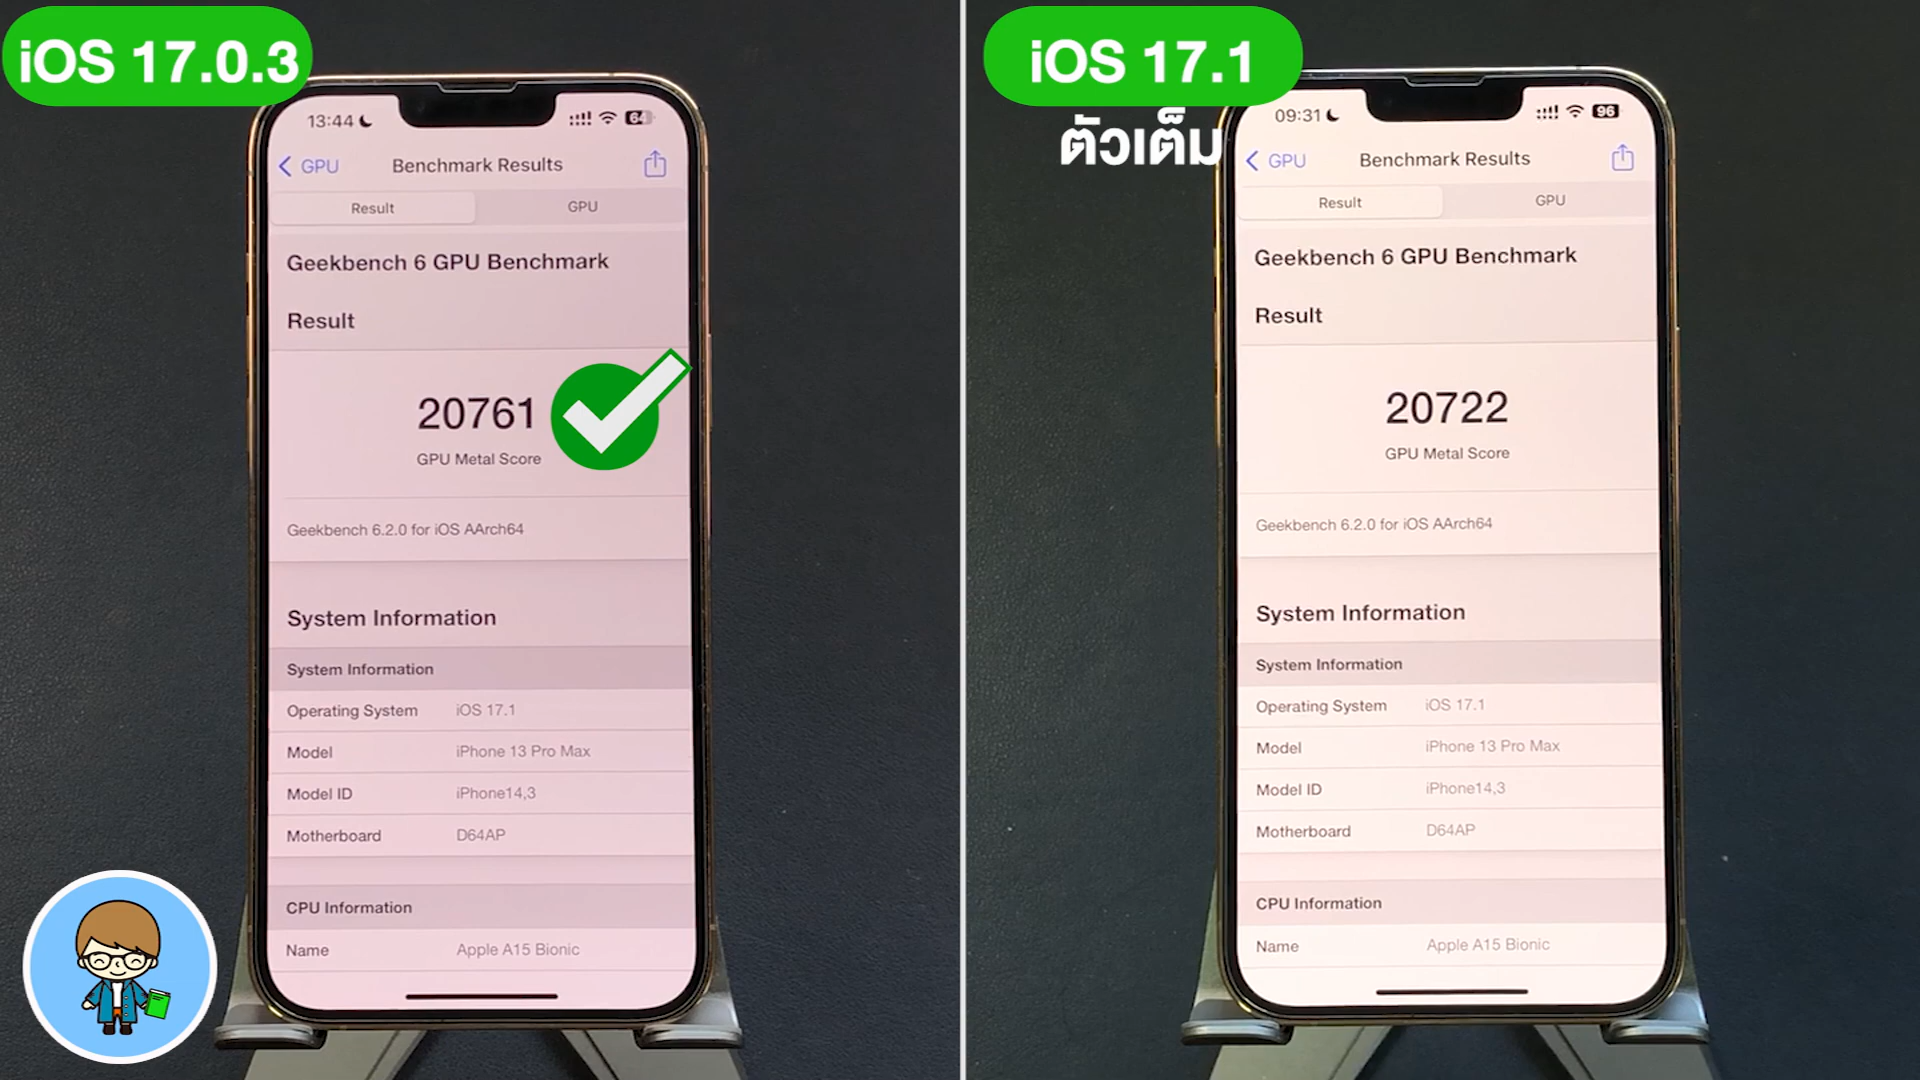 iOS 17.0.3
13:44
64
GPU
Benchmark Results
Result
GPU
Geekbench 6 GPU Benchmark
Result
20761
GPU Metal Score
Geekbench 6.2.0 for iOS AArch64
System Information
System Information
Operating System iOS 17.1
Model iPhone 13 Pro Max
Model ID iPhone14,3
Motherboard D64AP
CPU Information
Name Apple A15 Bionic
iOS 17.1
ตัวเต็ม
09:31
96
GPU
Benchmark Results
Result
GPU
Geekbench 6 GPU Benchmark
Result
20722
GPU Metal Score
Geekbench 6.2.0 for iOS AArch64
System Information
System Information
Operating System iOS 17.1
Model iPhone 13 Pro Max
Model ID iPhone14,3
Motherboard D64AP
CPU Information
Name Apple A15 Bionic